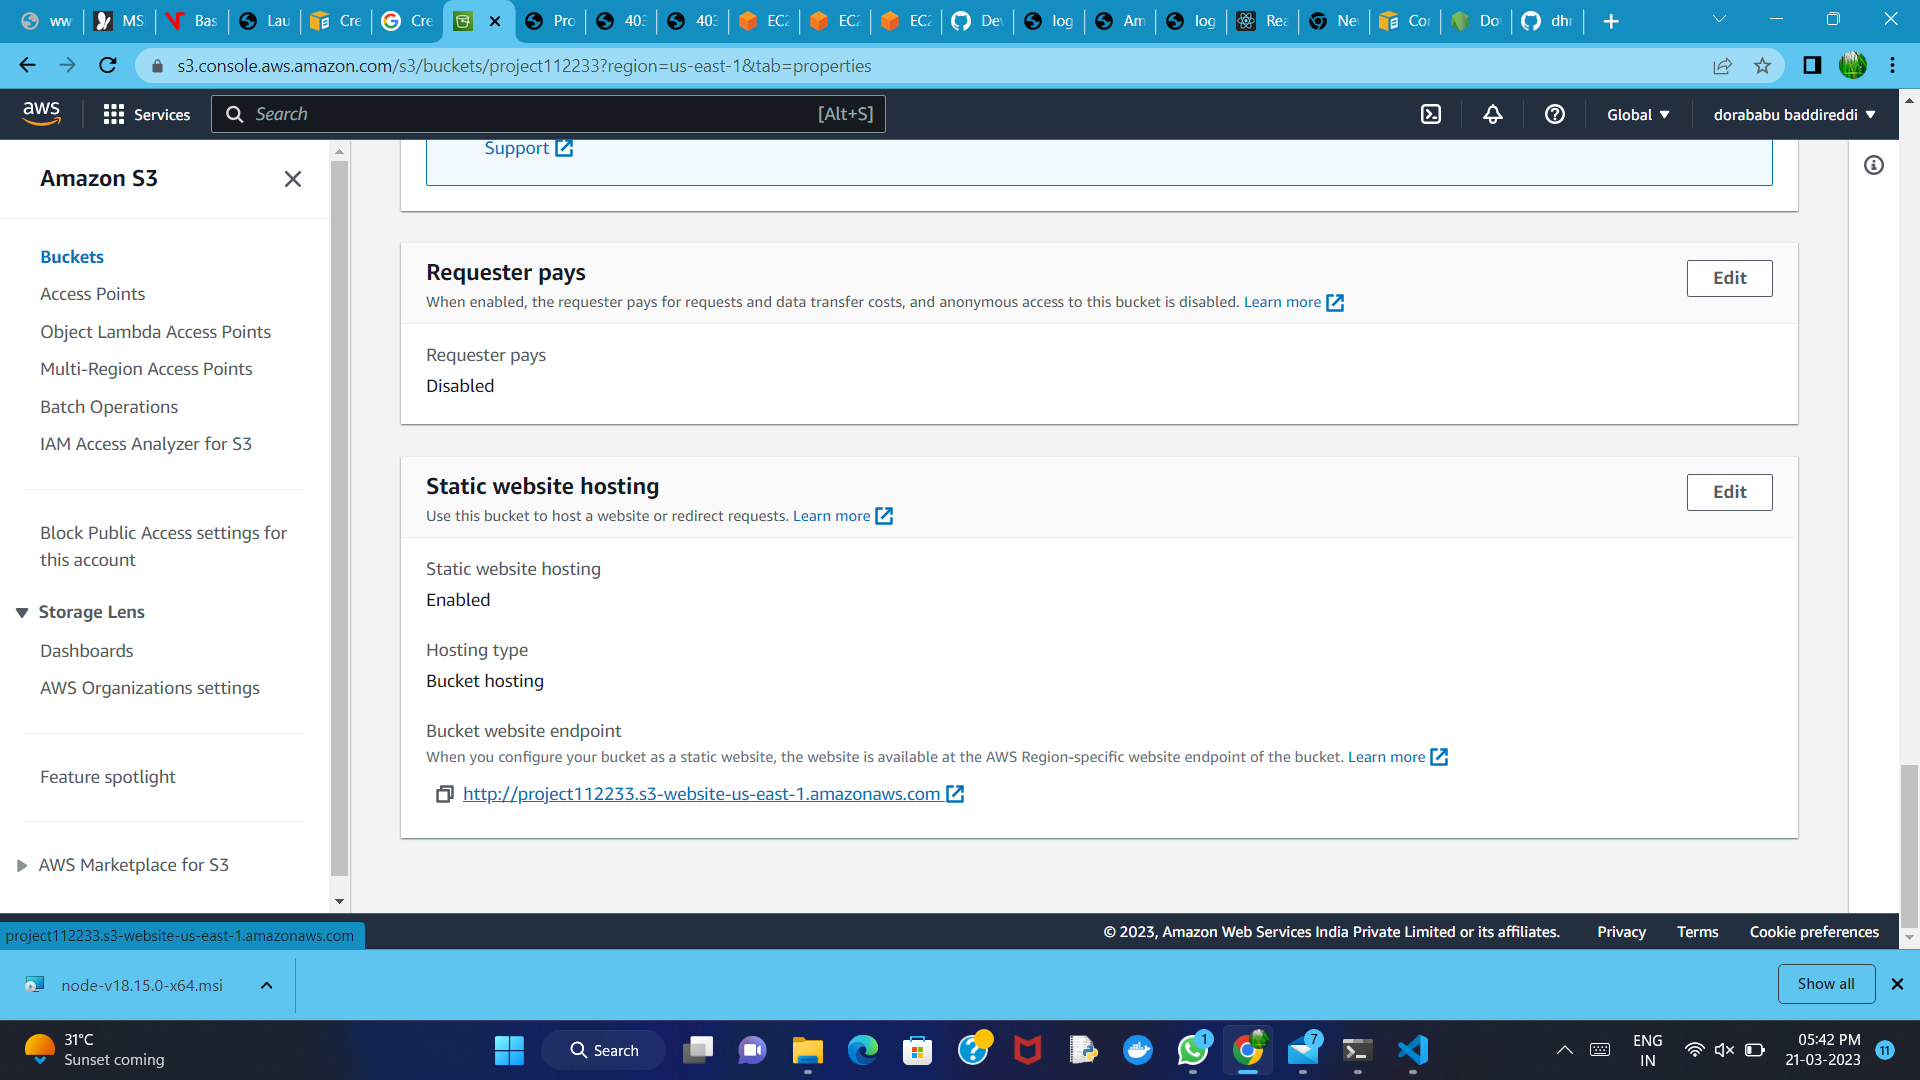 ww
MS
Bas
Lau
Cre
Cre
Pro
403
403
EC2
EC2
EC2
De
log
Am
log
Rea
Ne
Co
Do
dhr
s3.console.aws.amazon.com/s3/buckets/project112233?region=us-east-1&tab=properties
aws
Services
Search
[Alt+S]
Global
dorababu baddireddi
Amazon S3
Buckets
Access Points
Object Lambda Access Points
Multi-Region Access Points
Batch Operations
IAM Access Analyzer for S3
Block Public Access settings for
this account
Storage Lens
Dashboards
AWS Organizations settings
Feature spotlight
AWS Marketplace for S3
Support
Requester pays
Edit
When enabled, the requester pays for requests and data transfer costs, and anonymous access to this bucket is disabled. Learn more
Requester pays
Disabled
Static website hosting
Edit
Use this bucket to host a website or redirect requests. Learn more
Static website hosting
Enabled
Hosting type
Bucket hosting
Bucket website endpoint
When you configure your bucket as a static website, the website is available at the AWS Region-specific website endpoint of the bucket. Learn more
http://project112233.s3-website-us-east-1.amazonaws.com
project112233.s3-website-us-east-1.amazonaws.com
© 2023, Amazon Web Services India Private Limited or its affiliates.
Privacy
Terms
Cookie preferences
node-v18.15.0-x64.msi
Show all
31°C
Sunset coming
Search
1
7
ENG
IN
05:42 PM
21-03-2023
11